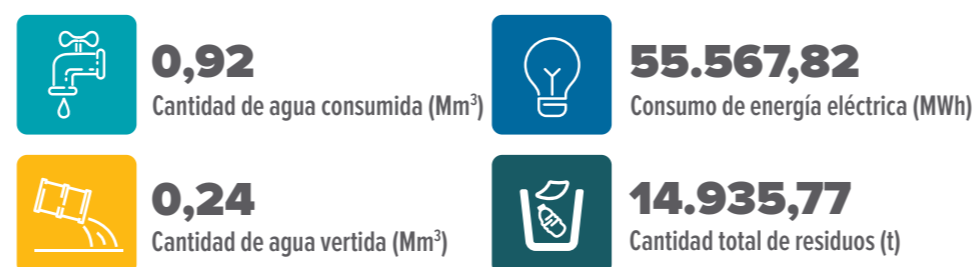 0,92
Cantidad de agua consumida (Mm³)
55.567,82
Consumo de energía eléctrica (MWh)
0,24
Cantidad de agua vertida (Mm³)
14.935,77
Cantidad total de residuos (t)